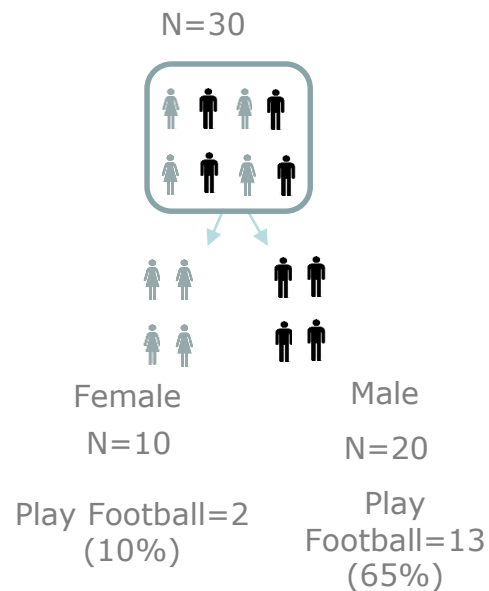 N=30
Female
N=10
Play Football=2
(10%)
Male
N=20
Play
Football=13
(65%)